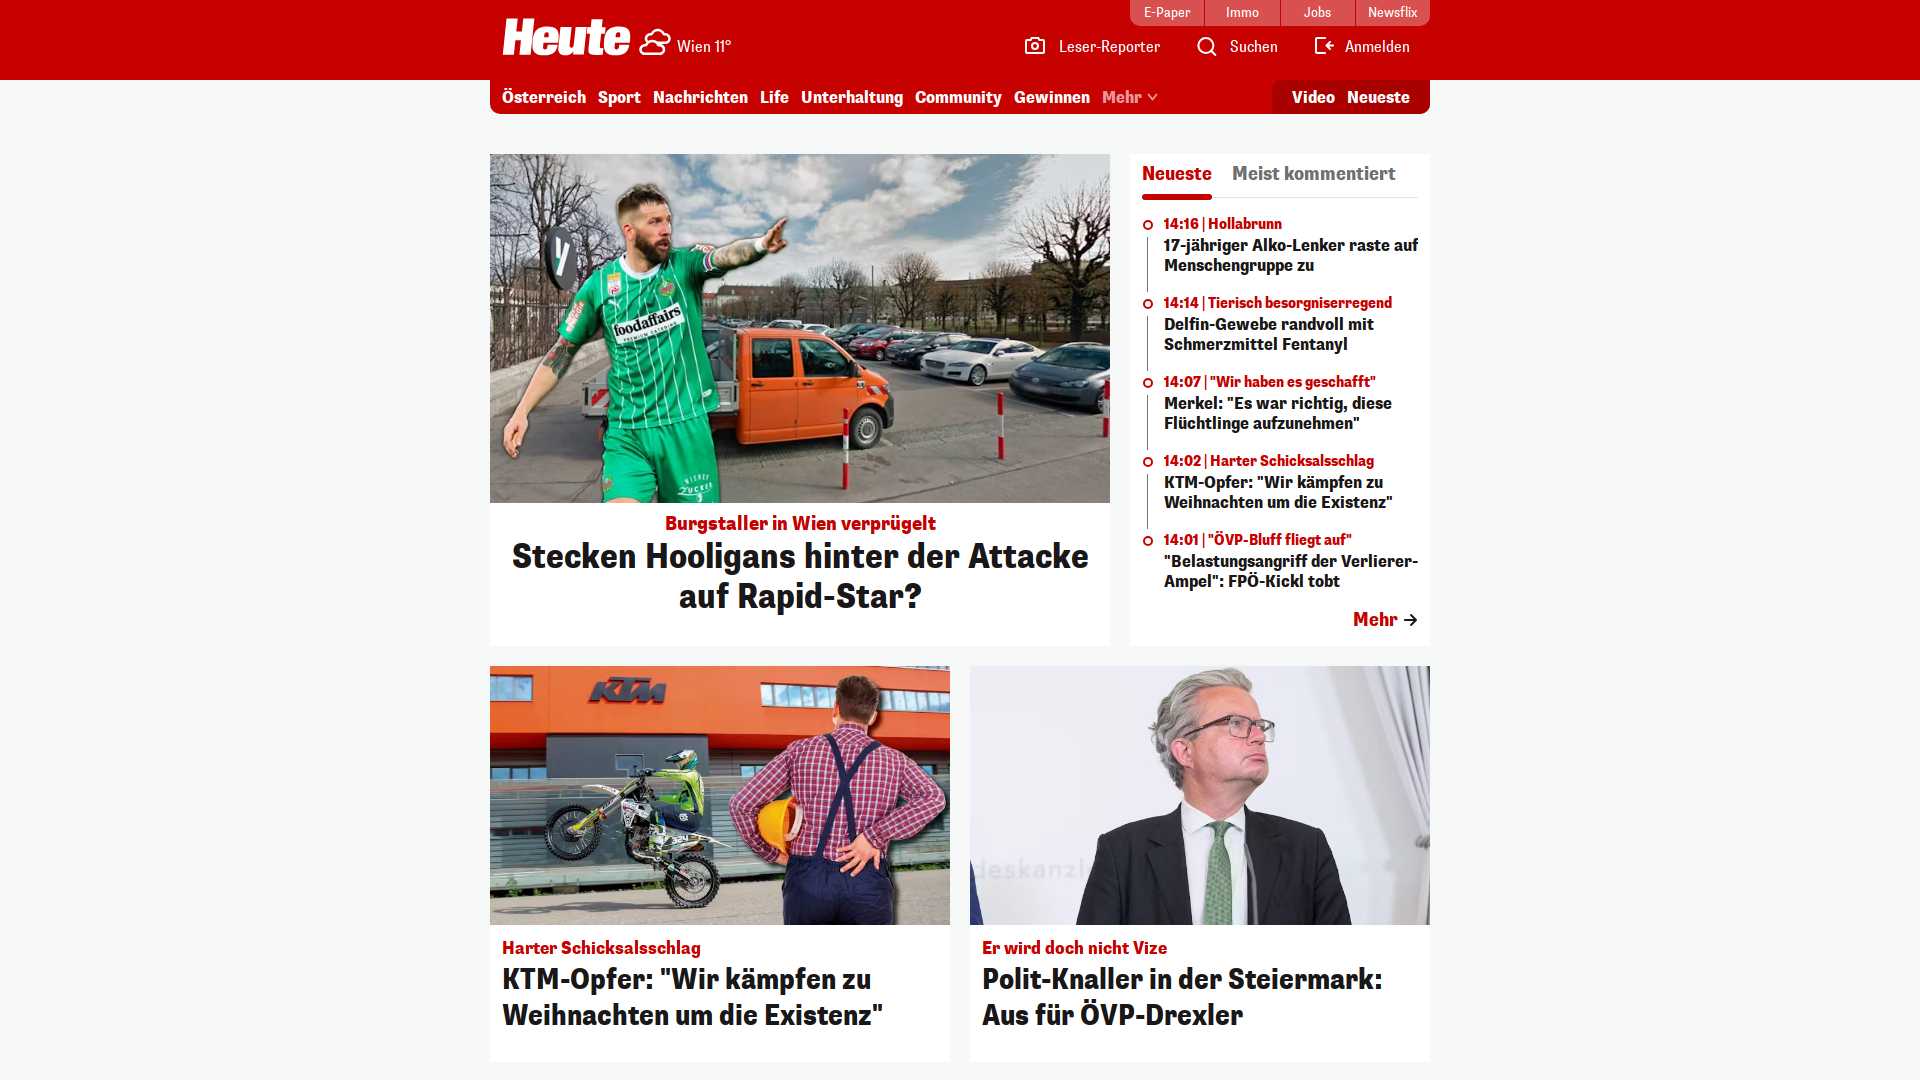 E-Paper
Immo
Jobs
Newsflix
Heute
Wien 11°
Leser-Reporter
Suchen
Anmelden
Österreich
Sport
Nachrichten
Life
Unterhaltung
Community
Gewinnen
Mehr
Video
Neueste
foodaffairs
PREMIUM CATERING
WIENER
ZUCKER
Burgstaller in Wien verprügelt
Stecken Hooligans hinter der Attacke
auf Rapid-Star?
Neueste
Meist kommentiert
14:16 | Hollabrunn
17-jähriger Alko-Lenker raste auf
Menschengruppe zu
14:14 | Tierisch besorgniserregend
Delfin-Gewebe randvoll mit
Schmerzmittel Fentanyl
14:07 | "Wir haben es geschafft"
Merkel: "Es war richtig, diese
Flüchtlinge aufzunehmen"
14:02 | Harter Schicksalsschlag
KTM-Opfer: "Wir kämpfen zu
Weihnachten um die Existenz"
14:01 | "ÖVP-Bluff fliegt auf"
"Belastungsangriff der Verlierer-
Ampel": FPÖ-Kickl tobt
Mehr
KTM
Harter Schicksalsschlag
KTM-Opfer: "Wir kämpfen zu
Weihnachten um die Existenz"
deskanzl
Er wird doch nicht Vize
Polit-Knaller in der Steiermark:
Aus für ÖVP-Drexler